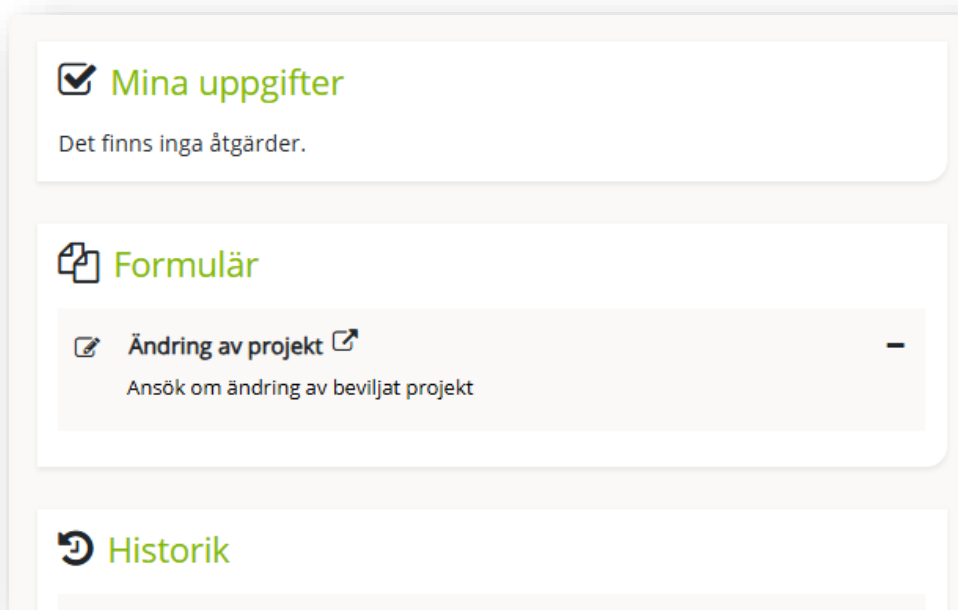 Mina uppgifter
Det finns inga åtgärder.
Formulär
Ändring av projekt
Ansök om ändring av beviljat projekt
Historik